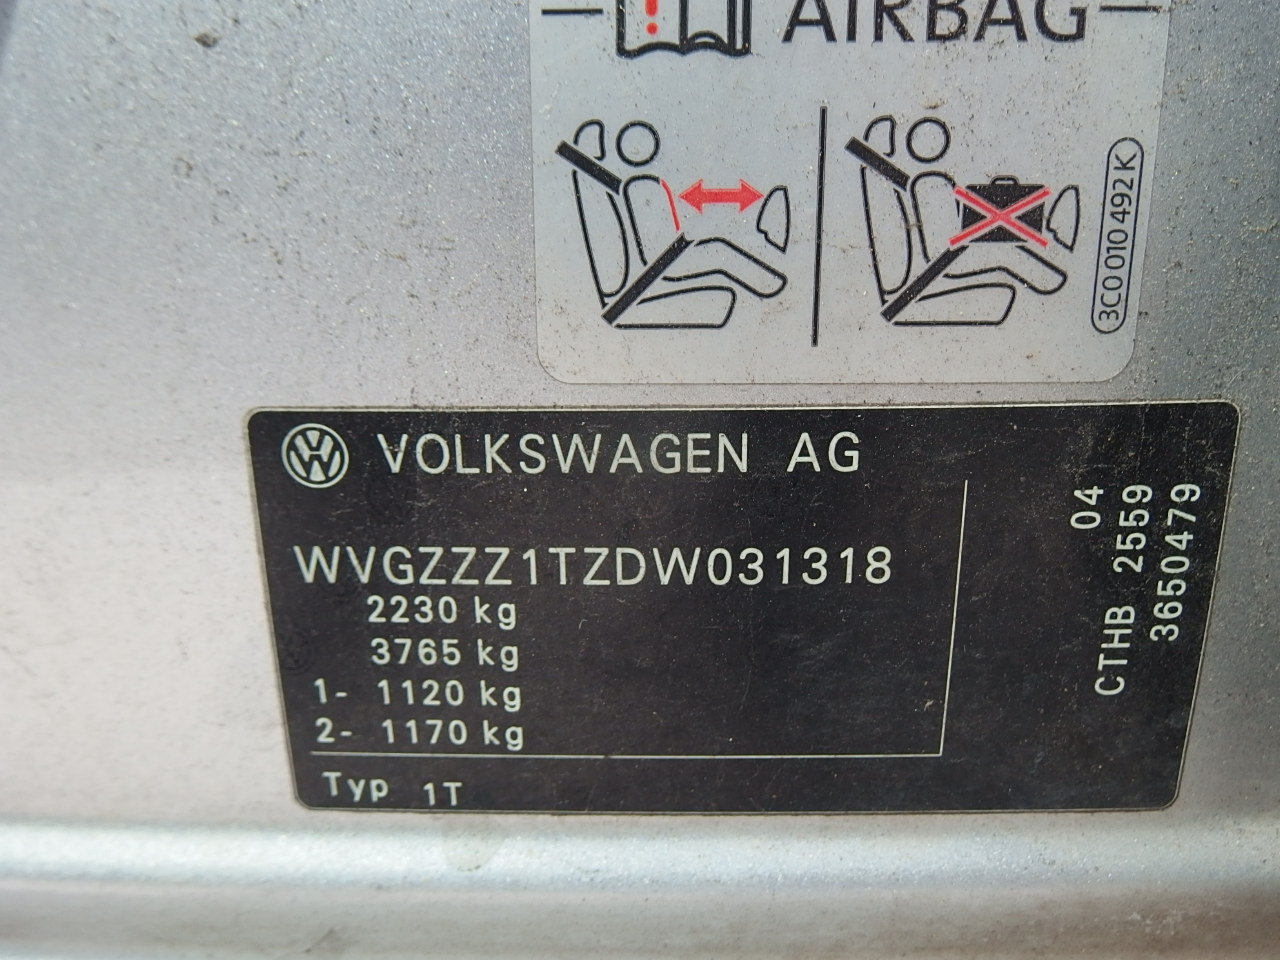 AIRBAG
3C0 010 492 K
VOLKSWAGEN AG
WVGZZZ1TZDW031318
2230 kg
3765 kg
1- 1120 kg
2- 1170 kg
Typ 1T
04
CTHB 2559
3650479